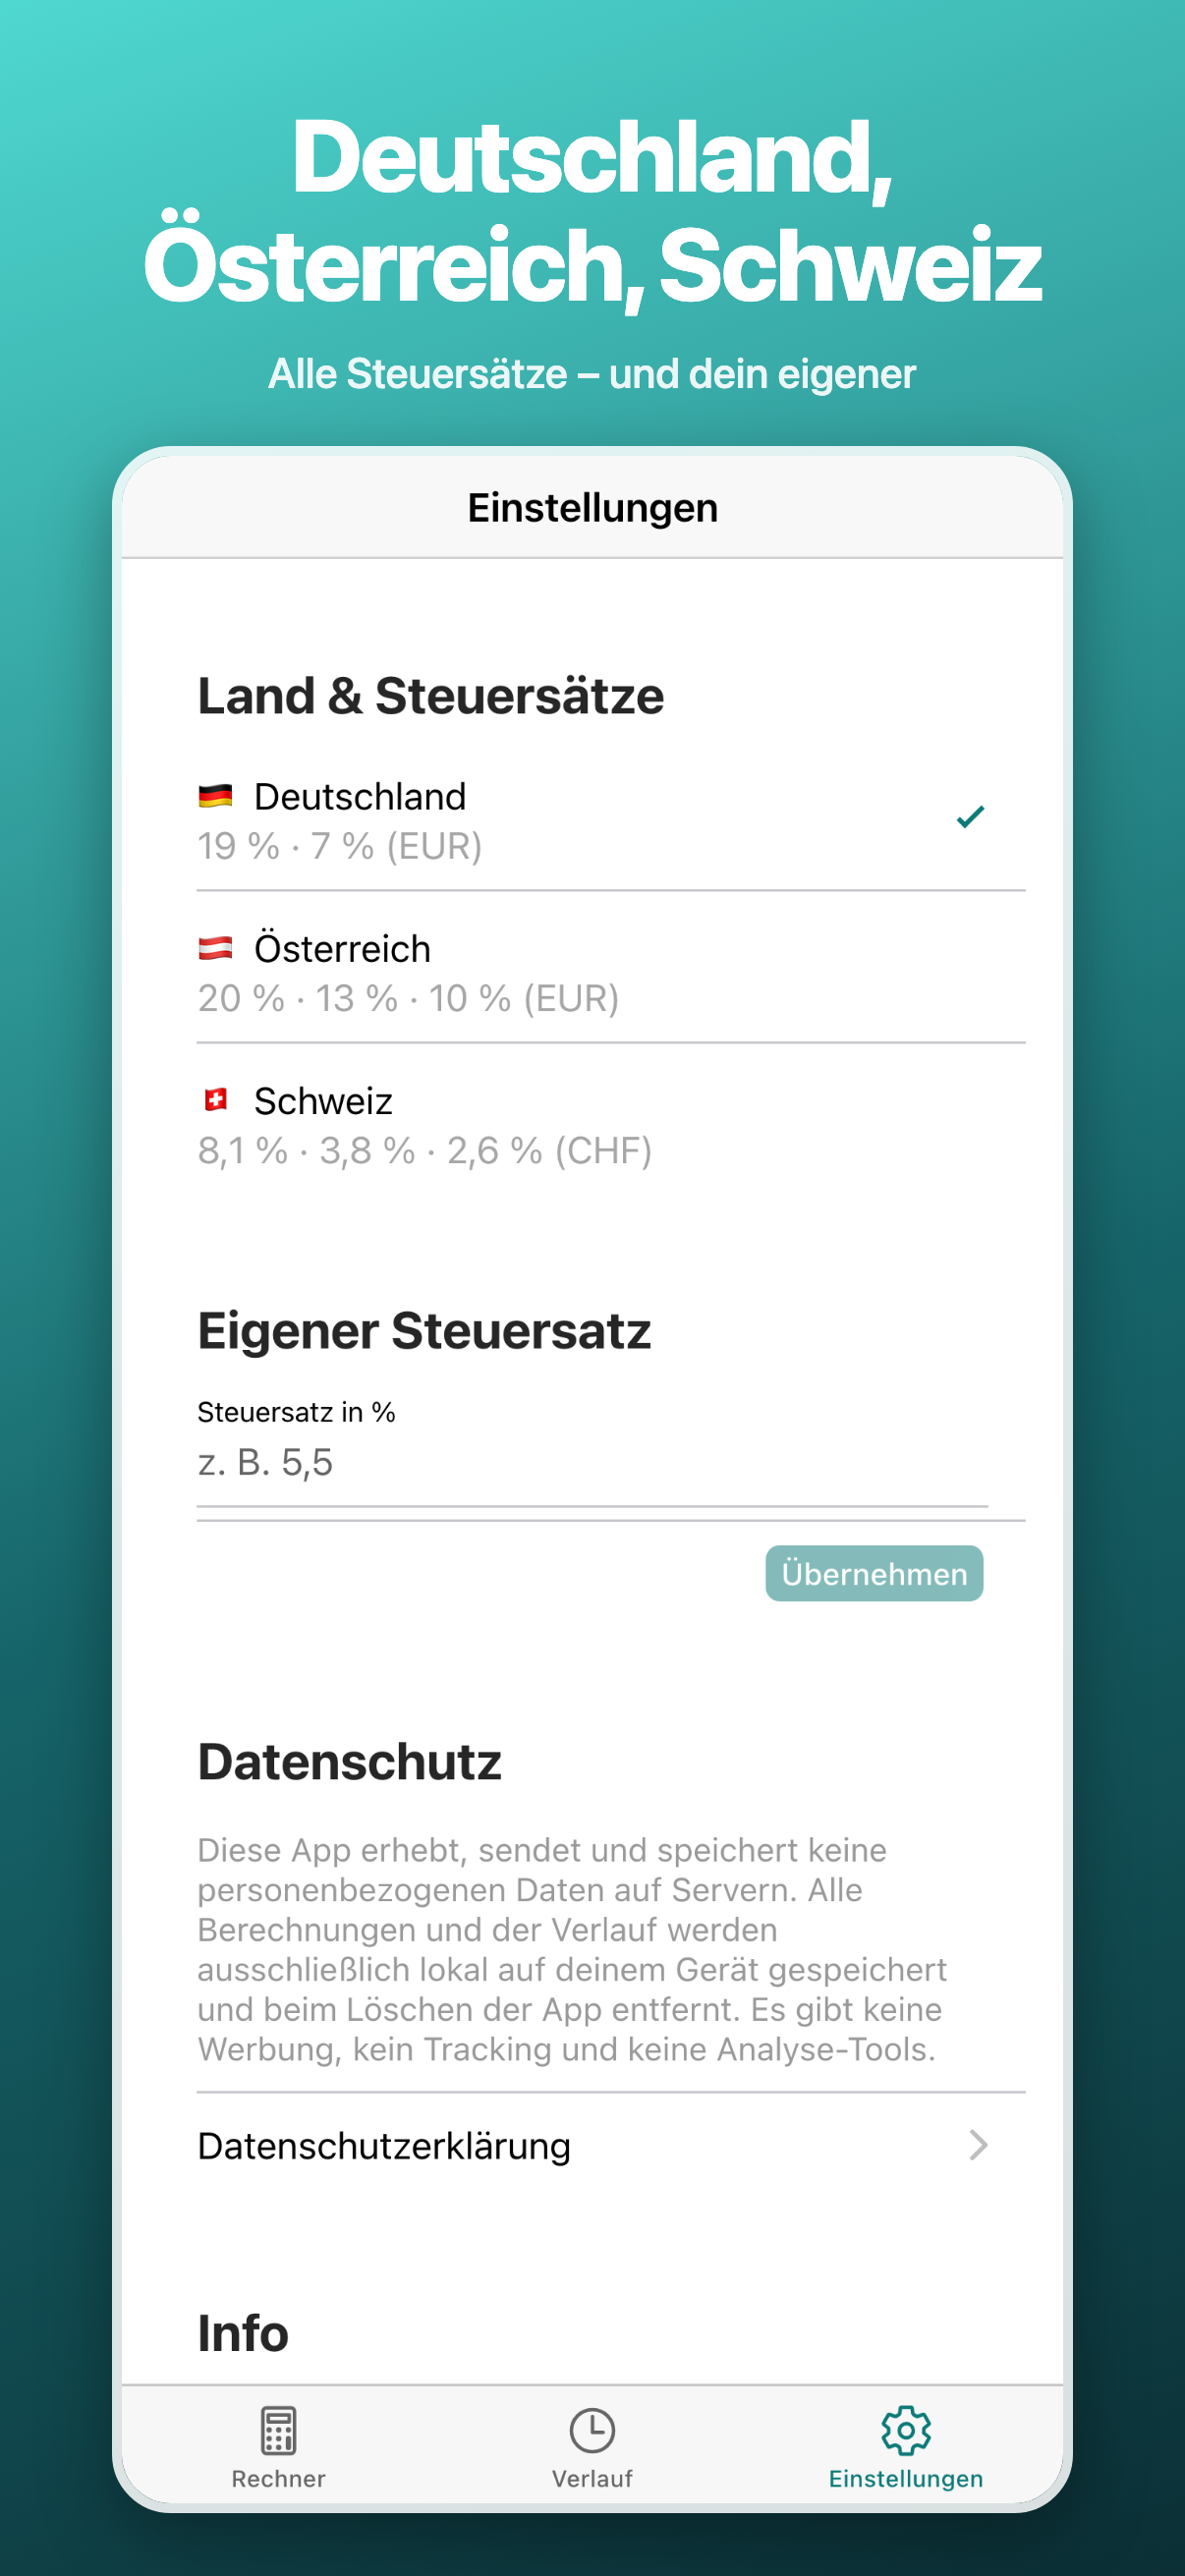 Deutschland,
Österreich, Schweiz
Alle Steuersätze – und dein eigener
Einstellungen
Land & Steuersätze
Deutschland
19 % · 7 % (EUR)
Österreich
20 % · 13 % · 10 % (EUR)
Schweiz
8,1 % · 3,8 % · 2,6 % (CHF)
Eigener Steuersatz
Steuersatz in %
z. B. 5,5
Übernehmen
Datenschutz
Diese App erhebt, sendet und speichert keine
personenbezogenen Daten auf Servern. Alle
Berechnungen und der Verlauf werden
ausschließlich lokal auf deinem Gerät gespeichert
und beim Löschen der App entfernt. Es gibt keine
Werbung, kein Tracking und keine Analyse-Tools.
Datenschutzerklärung
Info
Rechner
Verlauf
Einstellungen